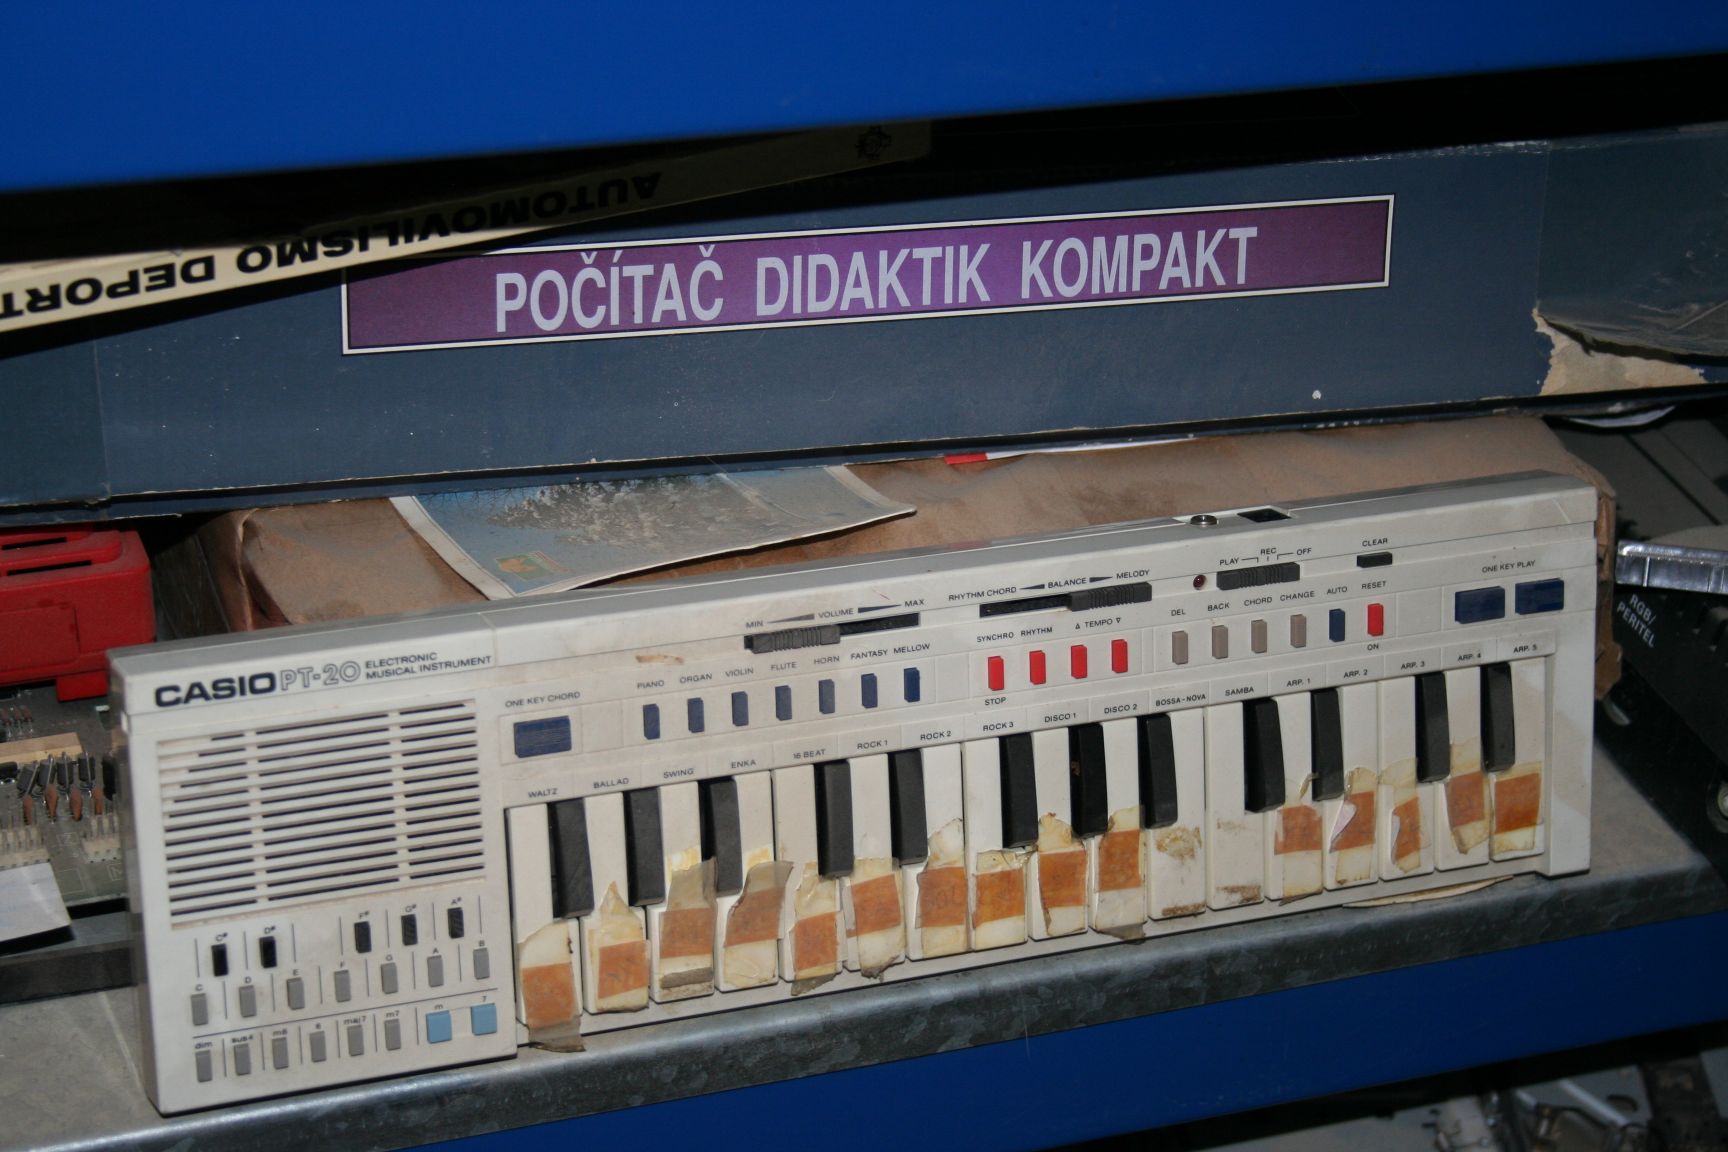 AUTOMOVILISMO DEPORT
POČÍTAČ DIDAKTIK KOMPAKT
RGB/
PERITEL
CASIO PT-20 ELECTRONIC
MUSICAL INSTRUMENT
MIN VOLUME MAX
RHYTHM CHORD BALANCE MELODY
PLAY REC OFF
CLEAR
ONE KEY CHORD
PIANO ORGAN VIOLIN FLUTE HORN FANTASY MELLOW
SYNCHRO RHYTHM TEMPO
STOP
DEL BACK CHORD CHANGE AUTO RESET
ON
ONE KEY PLAY
WALTZ BALLAD SWING ENKA 16 BEAT ROCK 1 ROCK 2 ROCK 3 DISCO 1 DISCO 2 BOSSA-NOVA SAMBA ARP. 1 ARP. 2 ARP. 3 ARP. 4 ARP. 5
C# D# F# G# A#
C D E F G A B
dim sus4 m6 6 maj7 m7 m 7